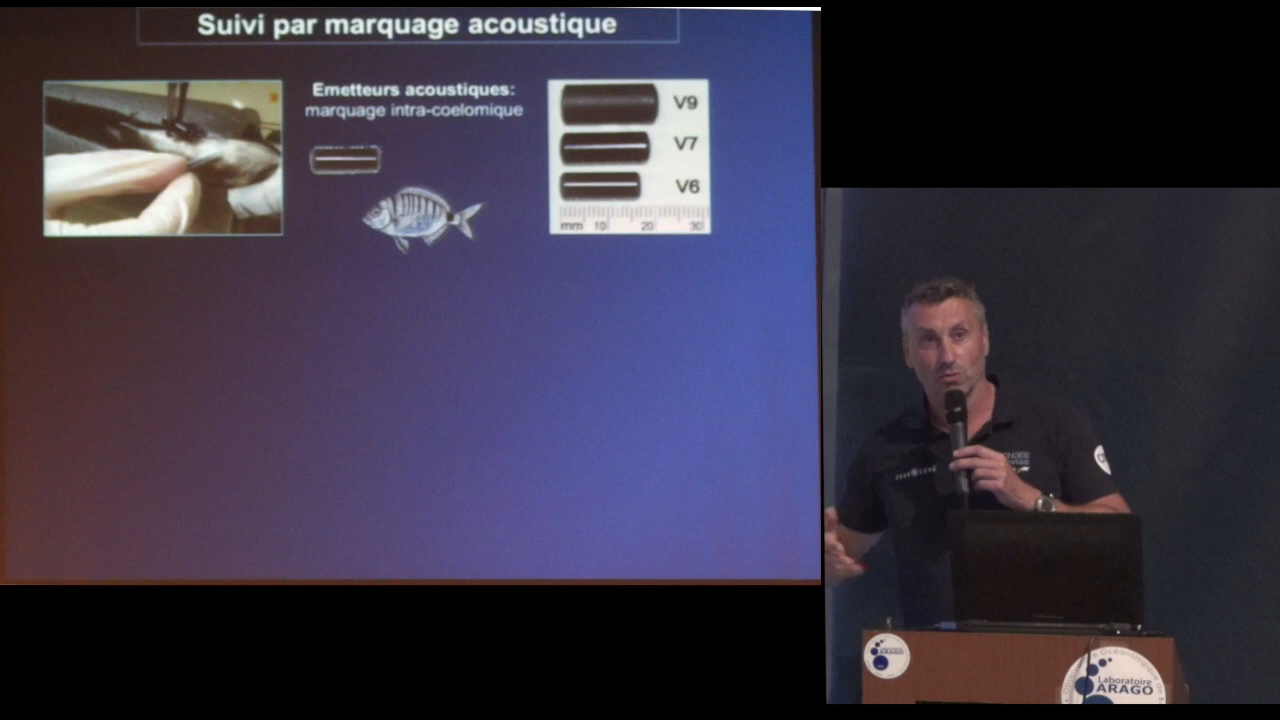 Suivi par marquage acoustique
Emetteurs acoustiques:
marquage intra-coelomique
V9
V7
V6
mm 10 20 30
ARAGO
Laboratoire
ARAGO